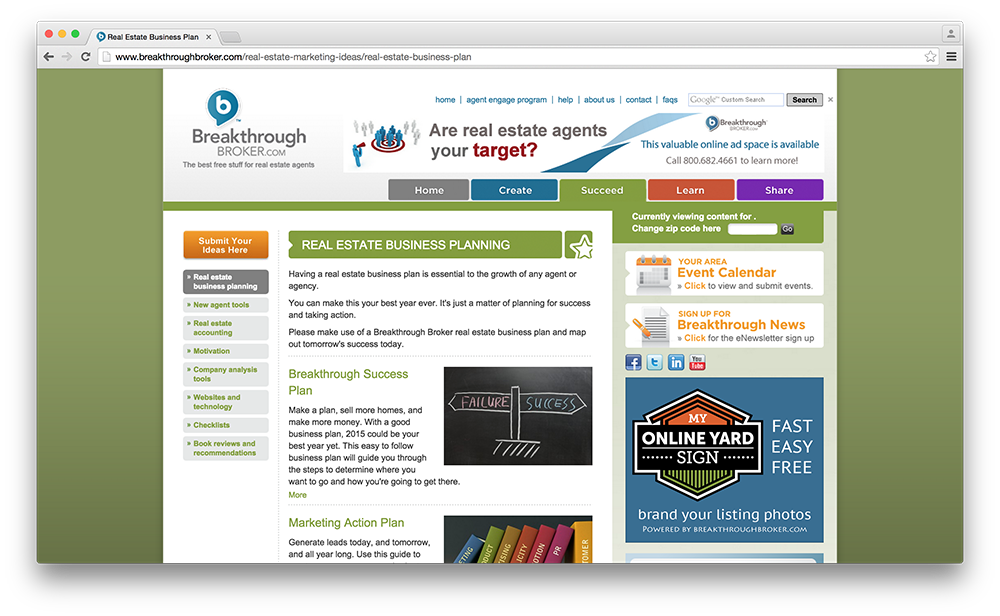 Real Estate Business Plan
www.breakthroughbroker.com/real-estate-marketing-ideas/real-estate-business-plan
home | agent engage program | help | about us | contact | faqs
Google™ Custom Search
Search
b
Breakthrough
BROKER.COM
The best free stuff for real estate agents
Are real estate agents
your target?
Breakthrough
BROKER.com
This valuable online ad space is available
Call 800.682.4661 to learn more!
Home
Create
Succeed
Learn
Share
Currently viewing content for .
Change zip code here
Go
Submit Your
Ideas Here
» Real estate
business planning
» New agent tools
» Real estate
accounting
» Motivation
» Company analysis
tools
» Websites and
technology
» Checklists
» Book reviews and
recommendations
REAL ESTATE BUSINESS PLANNING
Having a real estate business plan is essential to the growth of any agent or
agency.
You can make this your best year ever. It's just a matter of planning for success
and taking action.
Please make use of a Breakthrough Broker real estate business plan and map
out tomorrow's success today.
Breakthrough Success
Plan
Make a plan, sell more homes, and
make more money. With a good
business plan, 2015 could be your
best year yet. This easy to follow
business plan will guide you through
the steps to determine where you
want to go and how you're going to get there.
More
FAILURE
SUCCESS
Marketing Action Plan
Generate leads today, and tomorrow,
and all year long. Use this guide to
YOUR AREA
Event Calendar
» Click to view and submit events.
SIGN UP FOR
Breakthrough News
» Click for the eNewsletter sign up
You
Tube
MY
ONLINE YARD
SIGN
FAST
EASY
FREE
brand your listing photos
POWERED BY BREAKTHROUGHBROKER.COM
PR